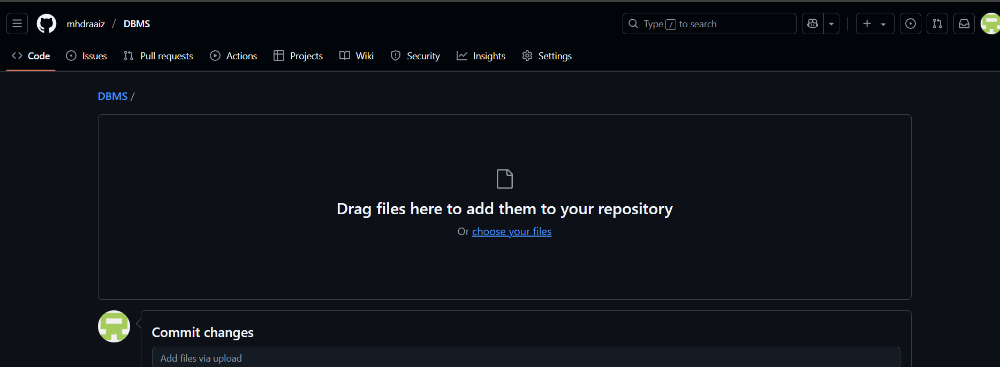 mhdraaiz / DBMS
Type / to search
Code Issues Pull requests Actions Projects Wiki Security Insights Settings
DBMS /
Drag files here to add them to your repository
Or choose your files
Commit changes
Add files via upload